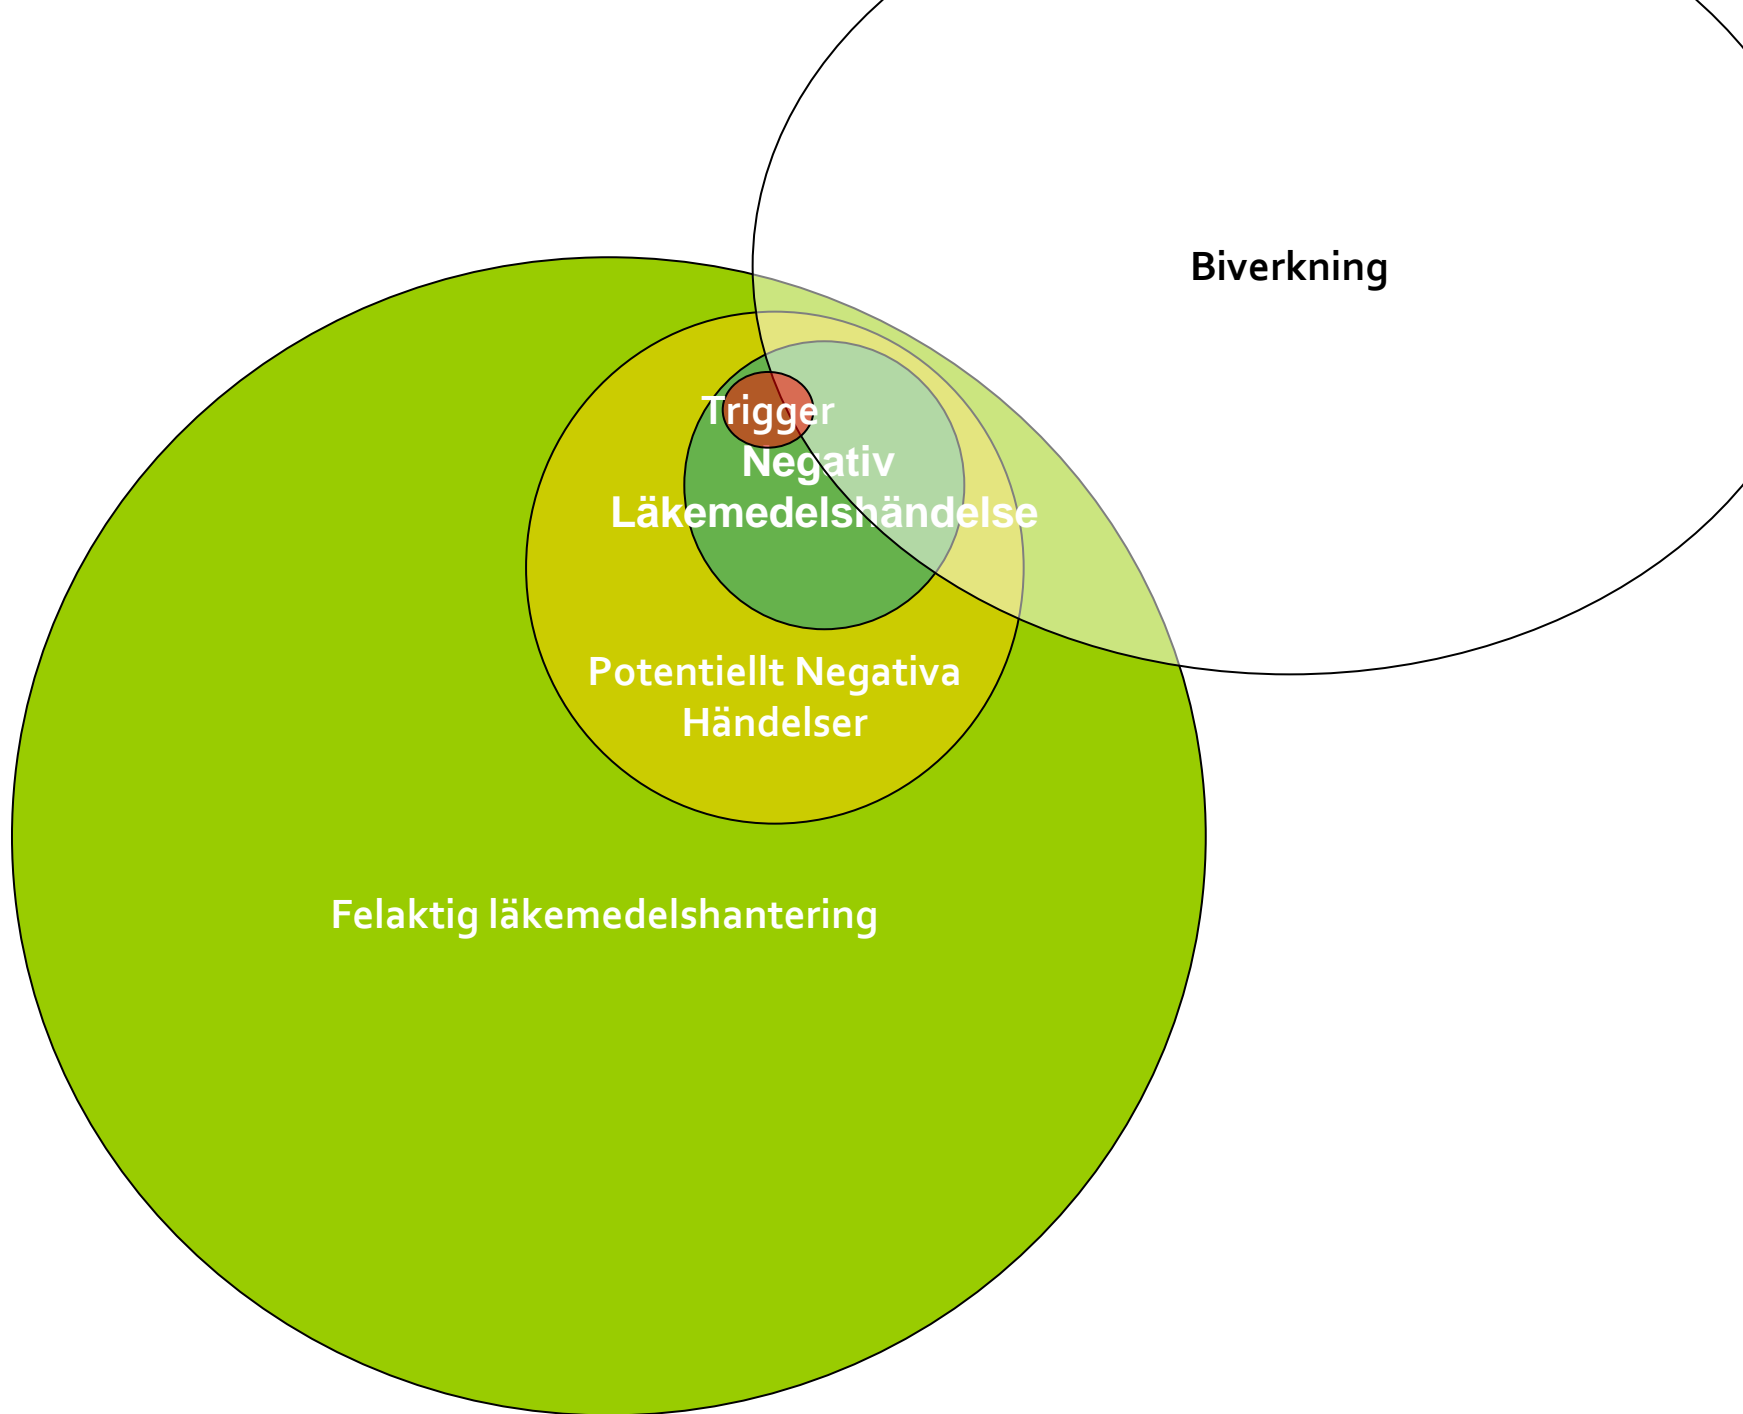 Biverkning
Trigger
Negativ
Läkemedelshändelse
Potentiellt Negativa
Händelser
Felaktig läkemedelshantering